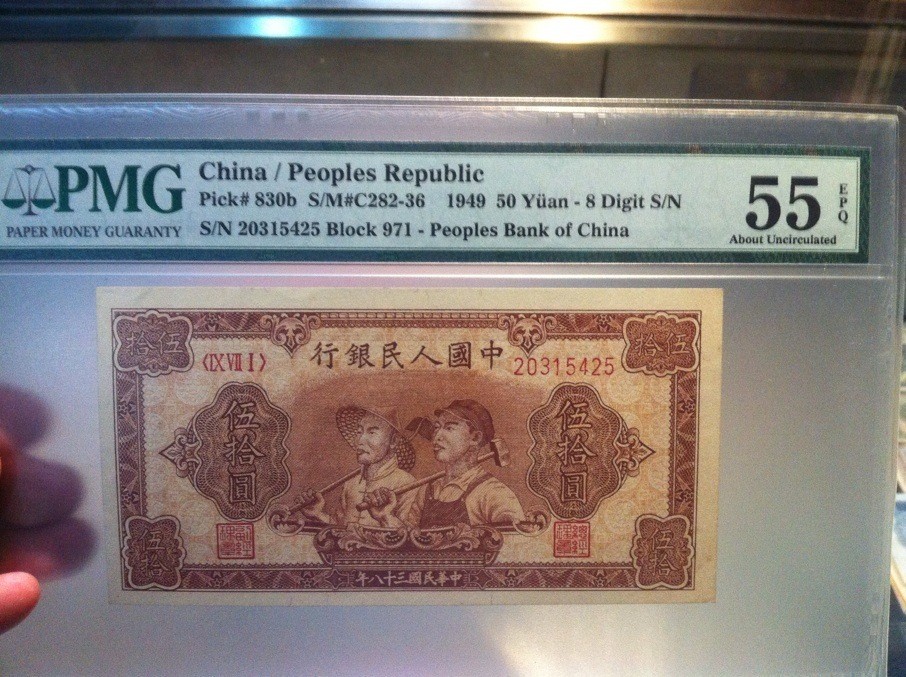 PMG
PAPER MONEY GUARANTY
China / Peoples Republic
Pick# 830b S/M#C282-36 1949 50 Yüan - 8 Digit S/N
S/N 20315425 Block 971 - Peoples Bank of China
55
EPQ
About Uncirculated
拾伍
行銀民人國中
拾伍
〈IX VII I〉
20315425
伍拾圓
伍拾圓
伍拾
年八十三國民華中
伍拾